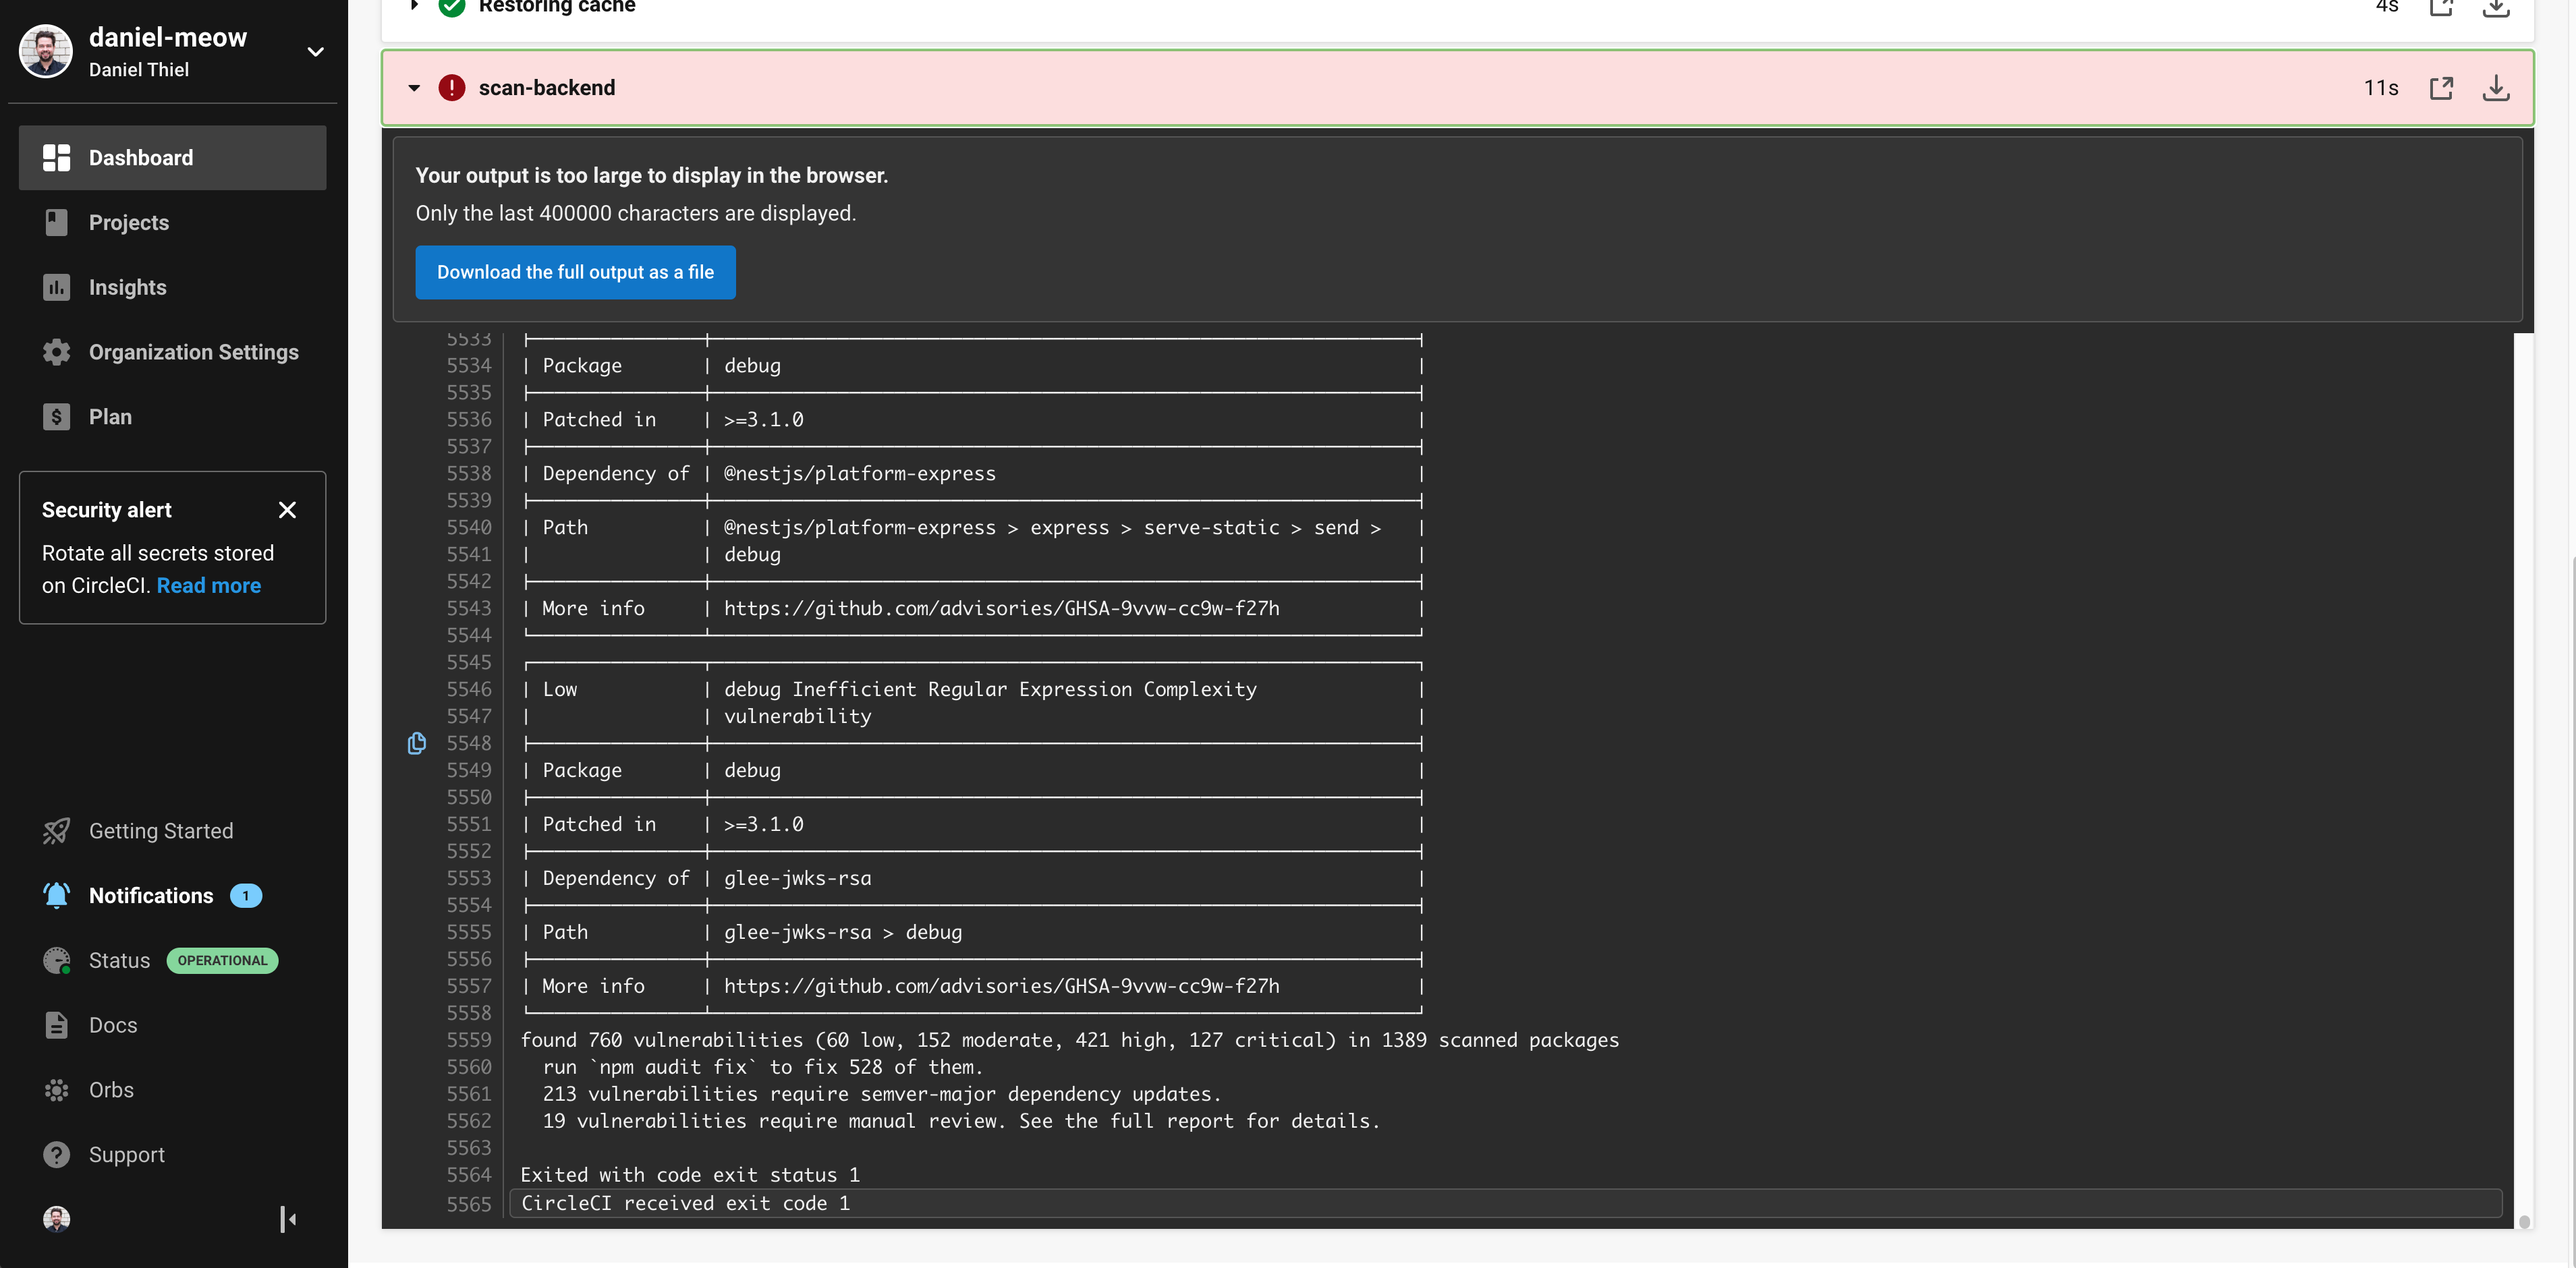 daniel-meow
Daniel Thiel
Dashboard
Projects
Insights
Organization Settings
Plan
Security alert
Rotate all secrets stored
on CircleCI. Read more
Getting Started
Notifications 1
Status OPERATIONAL
Docs
Orbs
Support
Restoring cache 4s
scan-backend 11s
Your output is too large to display in the browser.
Only the last 400000 characters are displayed.
Download the full output as a file
5533
5534 | Package | debug |
5535
5536 | Patched in | >=3.1.0 |
5537
5538 | Dependency of | @nestjs/platform-express |
5539
5540 | Path | @nestjs/platform-express > express > serve-static > send > |
5541 | | debug |
5542
5543 | More info | https://github.com/advisories/GHSA-9vvw-cc9w-f27h |
5544
5545
5546 | Low | debug Inefficient Regular Expression Complexity |
5547 | | vulnerability |
5548
5549 | Package | debug |
5550
5551 | Patched in | >=3.1.0 |
5552
5553 | Dependency of | glee-jwks-rsa |
5554
5555 | Path | glee-jwks-rsa > debug |
5556
5557 | More info | https://github.com/advisories/GHSA-9vvw-cc9w-f27h |
5558
5559 found 760 vulnerabilities (60 low, 152 moderate, 421 high, 127 critical) in 1389 scanned packages
5560 run `npm audit fix` to fix 528 of them.
5561 213 vulnerabilities require semver-major dependency updates.
5562 19 vulnerabilities require manual review. See the full report for details.
5563
5564 Exited with code exit status 1
5565 CircleCI received exit code 1